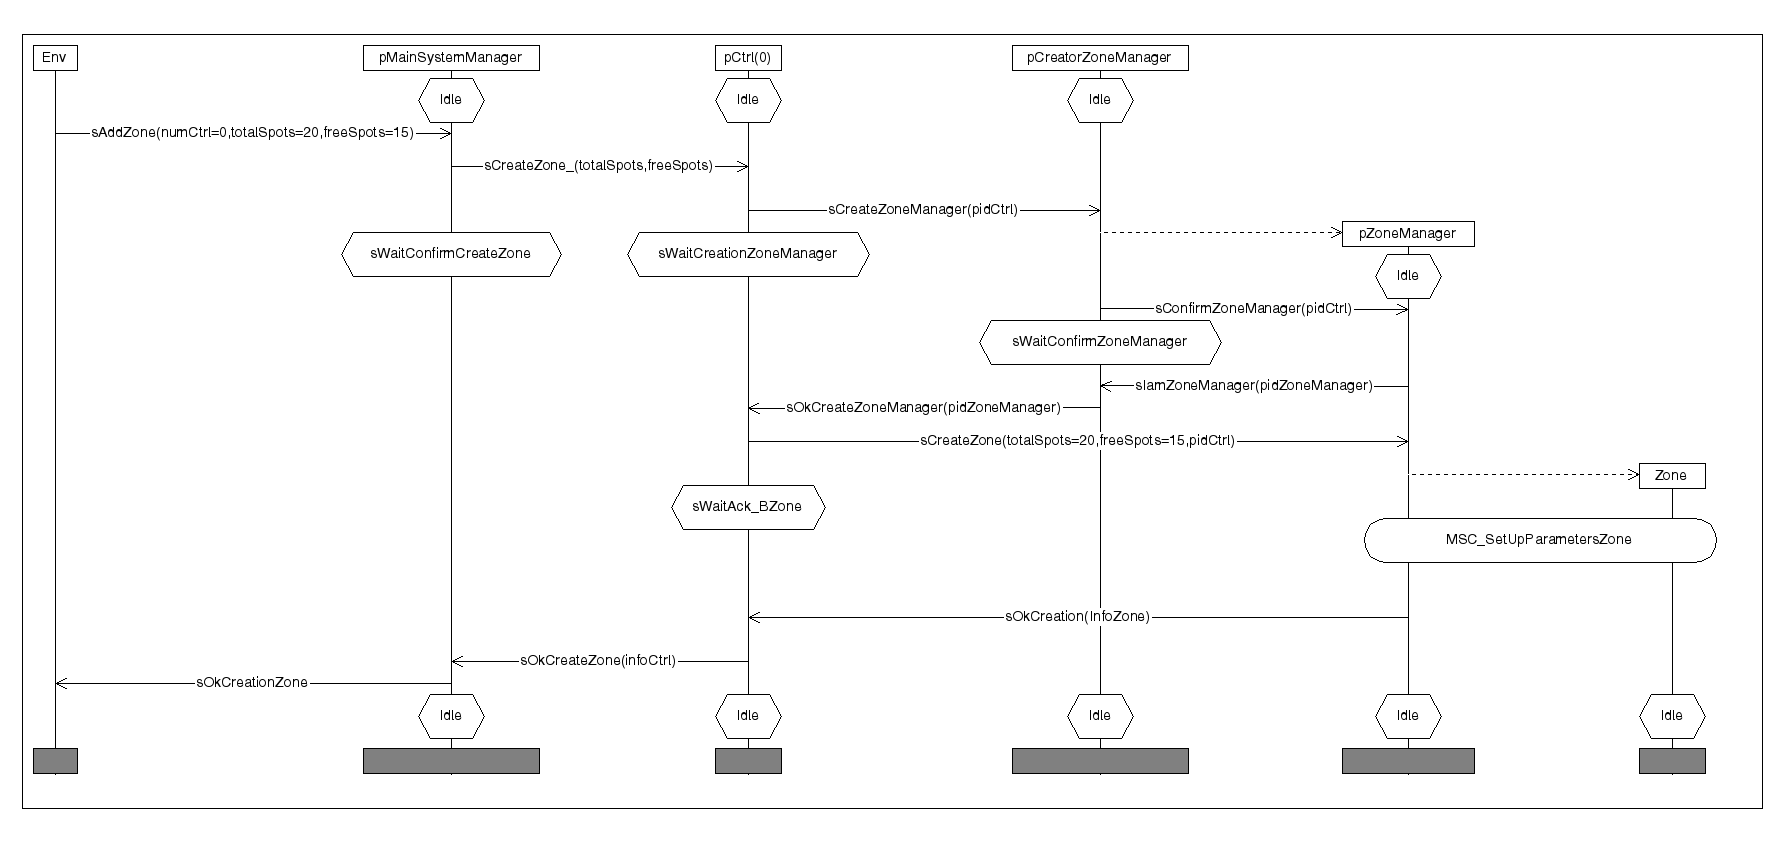 Env
pMainSystemManager
pCtrl(0)
pCreatorZoneManager
Idle
Idle
Idle
sAddZone(numCtrl=0,totalSpots=20,freeSpots=15)
sCreateZone_(totalSpots,freeSpots)
sCreateZoneManager(pidCtrl)
pZoneManager
sWaitConfirmCreateZone
sWaitCreationZoneManager
Idle
sConfirmZoneManager(pidCtrl)
sWaitConfirmZoneManager
sIamZoneManager(pidZoneManager)
sOkCreateZoneManager(pidZoneManager)
sCreateZone(totalSpots=20,freeSpots=15,pidCtrl)
Zone
sWaitAck_BZone
MSC_SetUpParametersZone
sOkCreation(InfoZone)
sOkCreateZone(infoCtrl)
sOkCreationZone
Idle
Idle
Idle
Idle
Idle